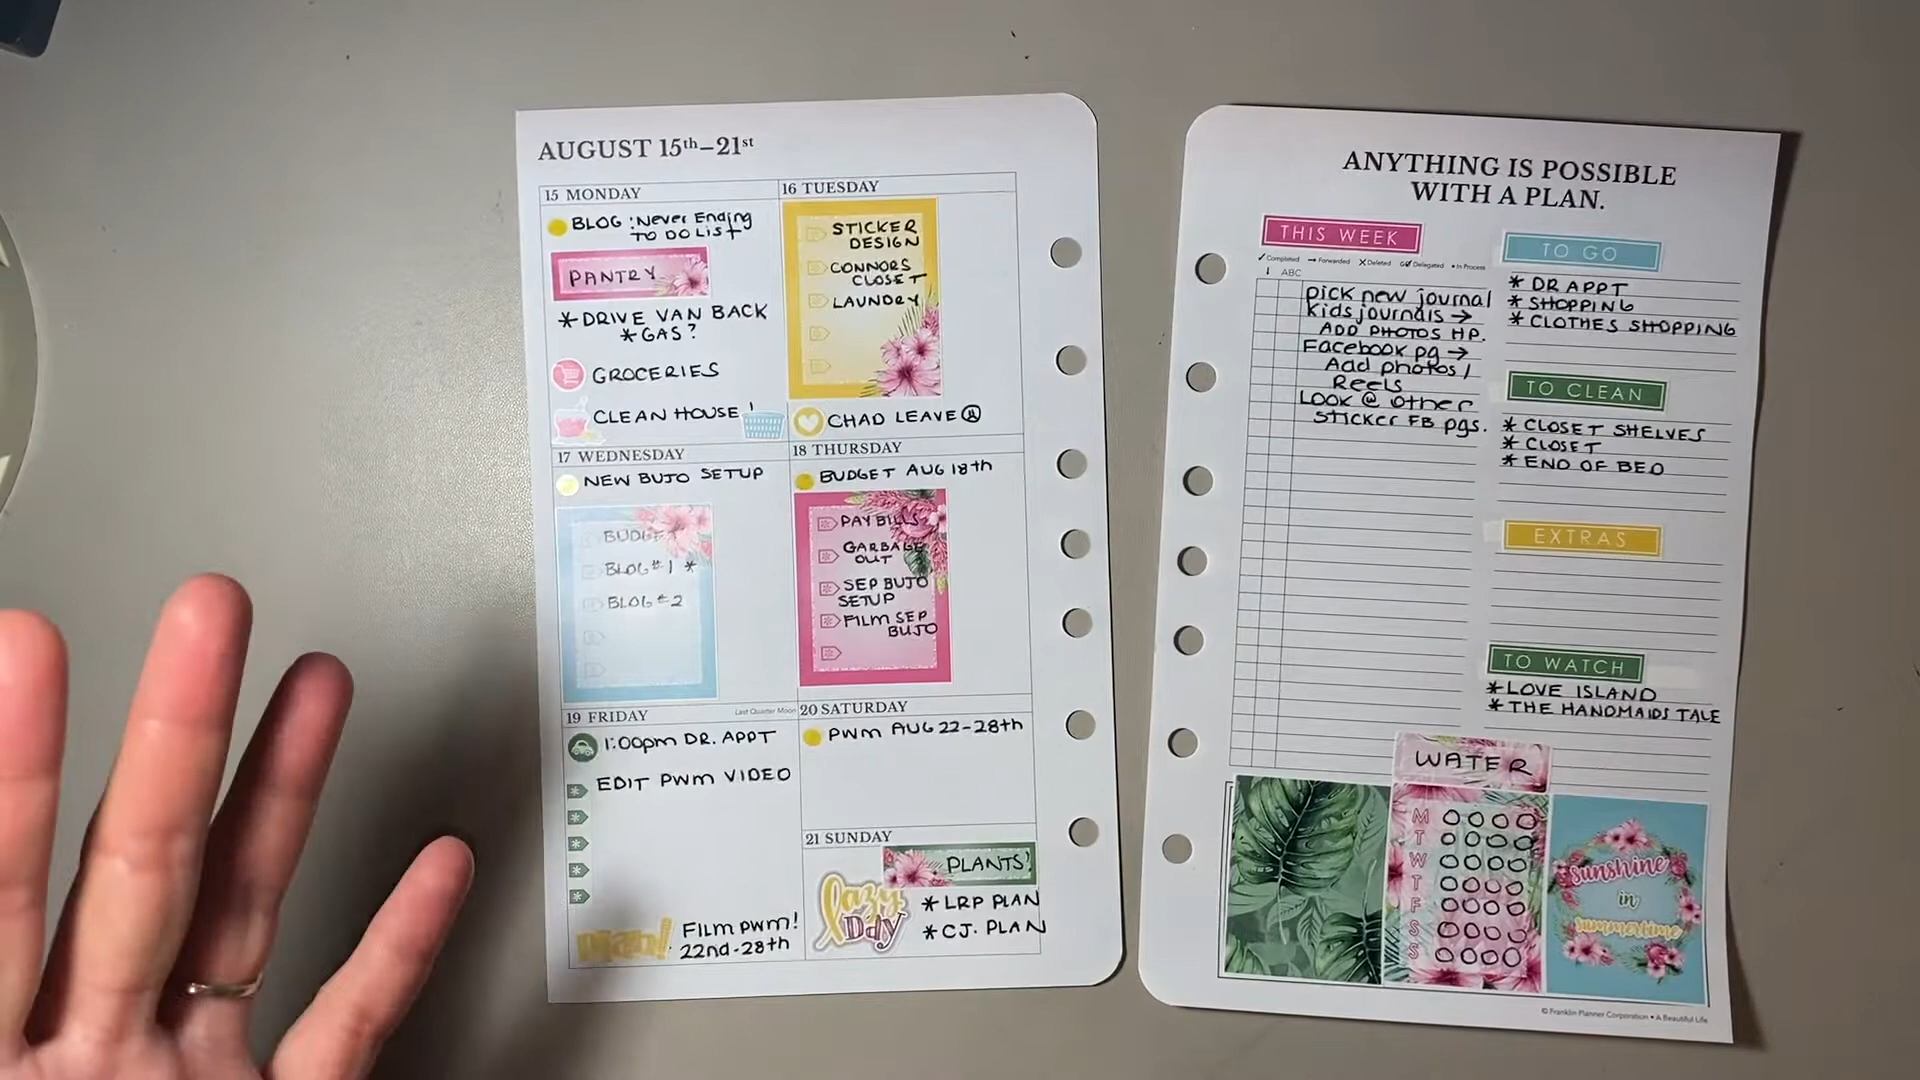 AUGUST 15th–21st
15 MONDAY
BLOG: Never Ending
TO DO LIST
PANTRY
* DRIVE VAN BACK
* GAS?
GROCERIES
CLEAN HOUSE!
16 TUESDAY
STICKER
DESIGN
CONNORS
CLOSET
LAUNDRY
CHAD LEAVE
17 WEDNESDAY
NEW BUJO SETUP
BUDGET
BLOG #1 *
BLOG #2
18 THURSDAY
BUDGET AUG 18th
PAY BILLS
GARBAGE
OUT
SEP BUJO
SETUP
FILM SEP
BUJO
19 FRIDAY
Last Quarter Moon
1:00pm DR. APPT
EDIT PWM VIDEO
FILM PWM!
22nd-28th
20 SATURDAY
PWM AUG 22-28th
21 SUNDAY
PLANTS!
lazy
Day
* LRP PLAN
* CJ. PLAN
ANYTHING IS POSSIBLE
WITH A PLAN.
THIS WEEK
✓ Completed → Forwarded X Deleted Delegated • In Process
↓ ABC
pick new journal
kids journals →
ADD PHOTOS HP.
Facebook pg →
Add photos/
Reels
LOOK @ other
Sticker FB pgs.
TO GO
* DR APPT
* SHOPPING
* CLOTHES SHOPPING
TO CLEAN
* CLOSET SHELVES
* CLOSET
* END OF BED
EXTRAS
TO WATCH
* LOVE ISLAND
* THE HANDMAIDS TALE
WATER
M
T
W
T
F
S
S
sunshine
in
summertime
© Franklin Planner Corporation • A Beautiful Life